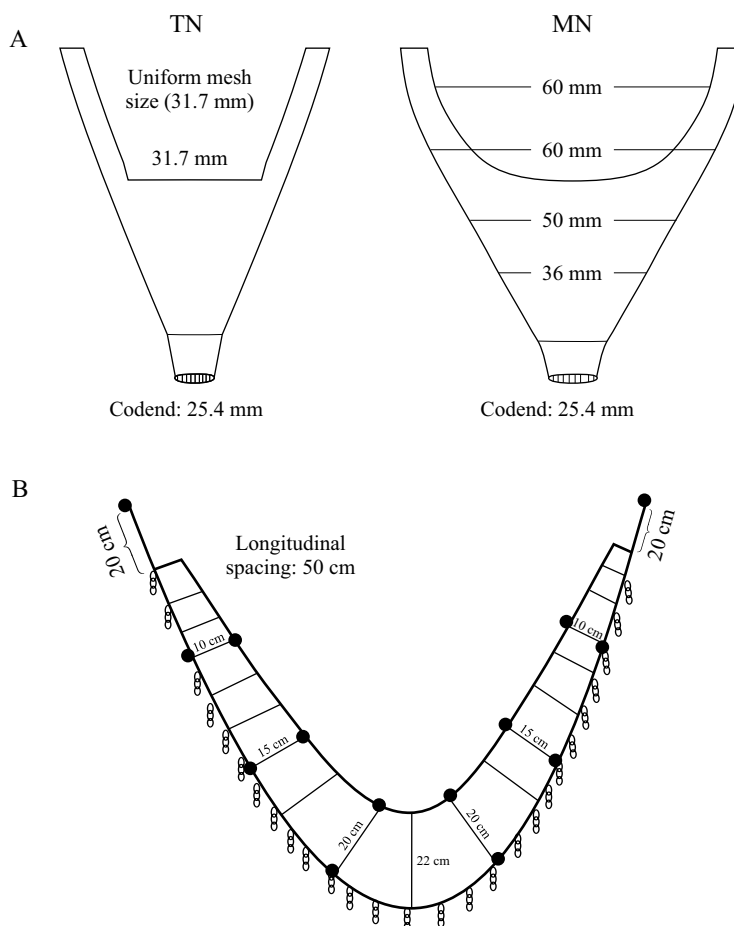 A
TN
MN
Uniform mesh
size (31.7 mm)
31.7 mm
60 mm
60 mm
50 mm
36 mm
Codend: 25.4 mm
Codend: 25.4 mm
B
20 cm
Longitudinal
spacing: 50 cm
20 cm
10 cm
10 cm
15 cm
15 cm
20 cm
20 cm
22 cm